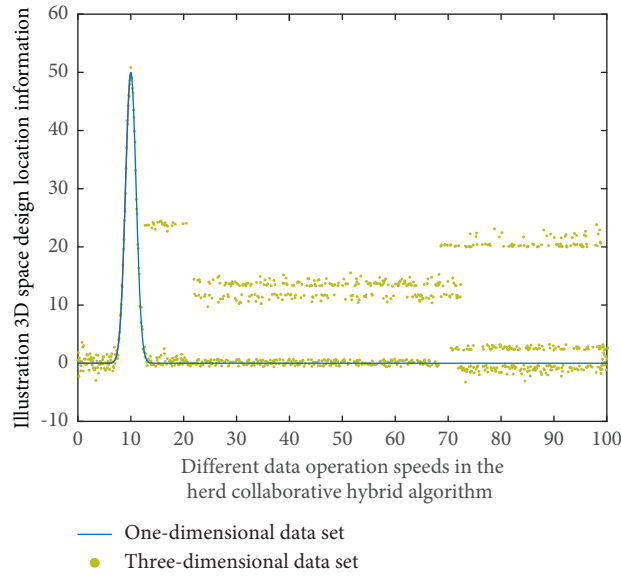 Illustration 3D space design location information
60
50
40
30
20
10
0
-10
0 10 20 30 40 50 60 70 80 90 100
Different data operation speeds in the
herd collaborative hybrid algorithm
One-dimensional data set
Three-dimensional data set